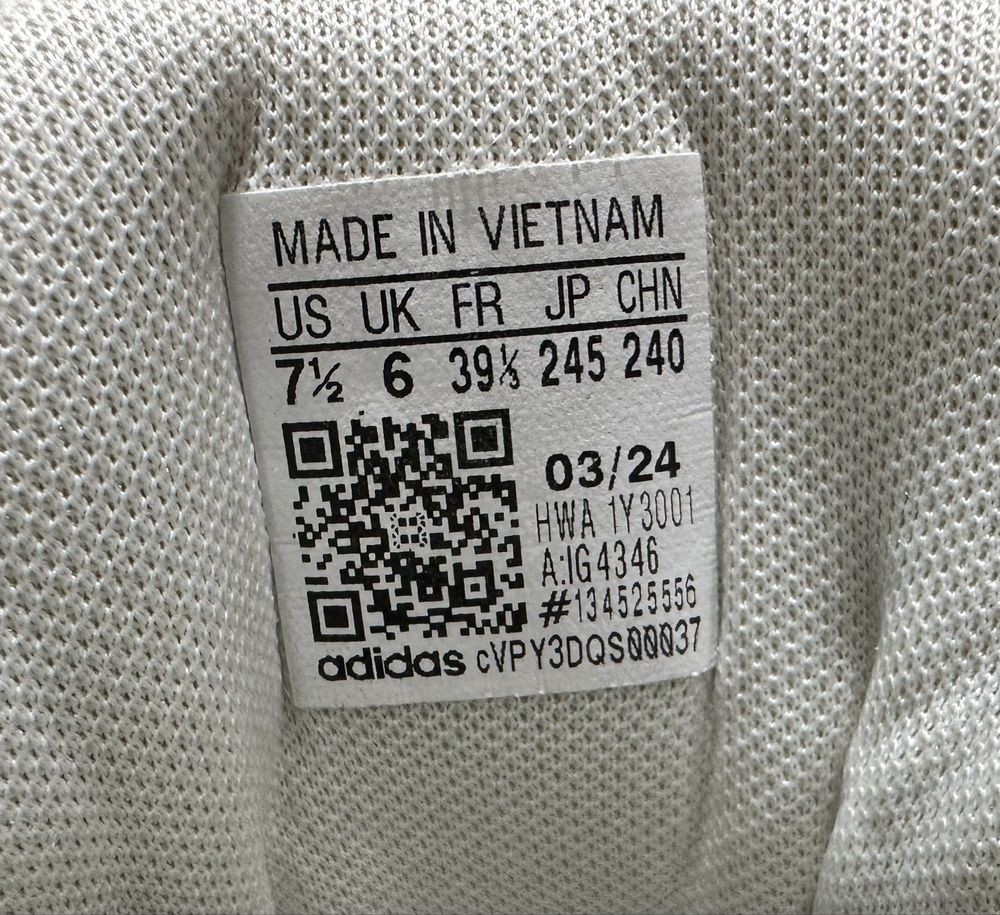 MADE IN VIETNAM
US UK FR JP CHN
7½ 6 39⅓ 245 240
03/24
HWA 1Y3001
A:IG4346
#134525556
adidas cVPY3DQS00037